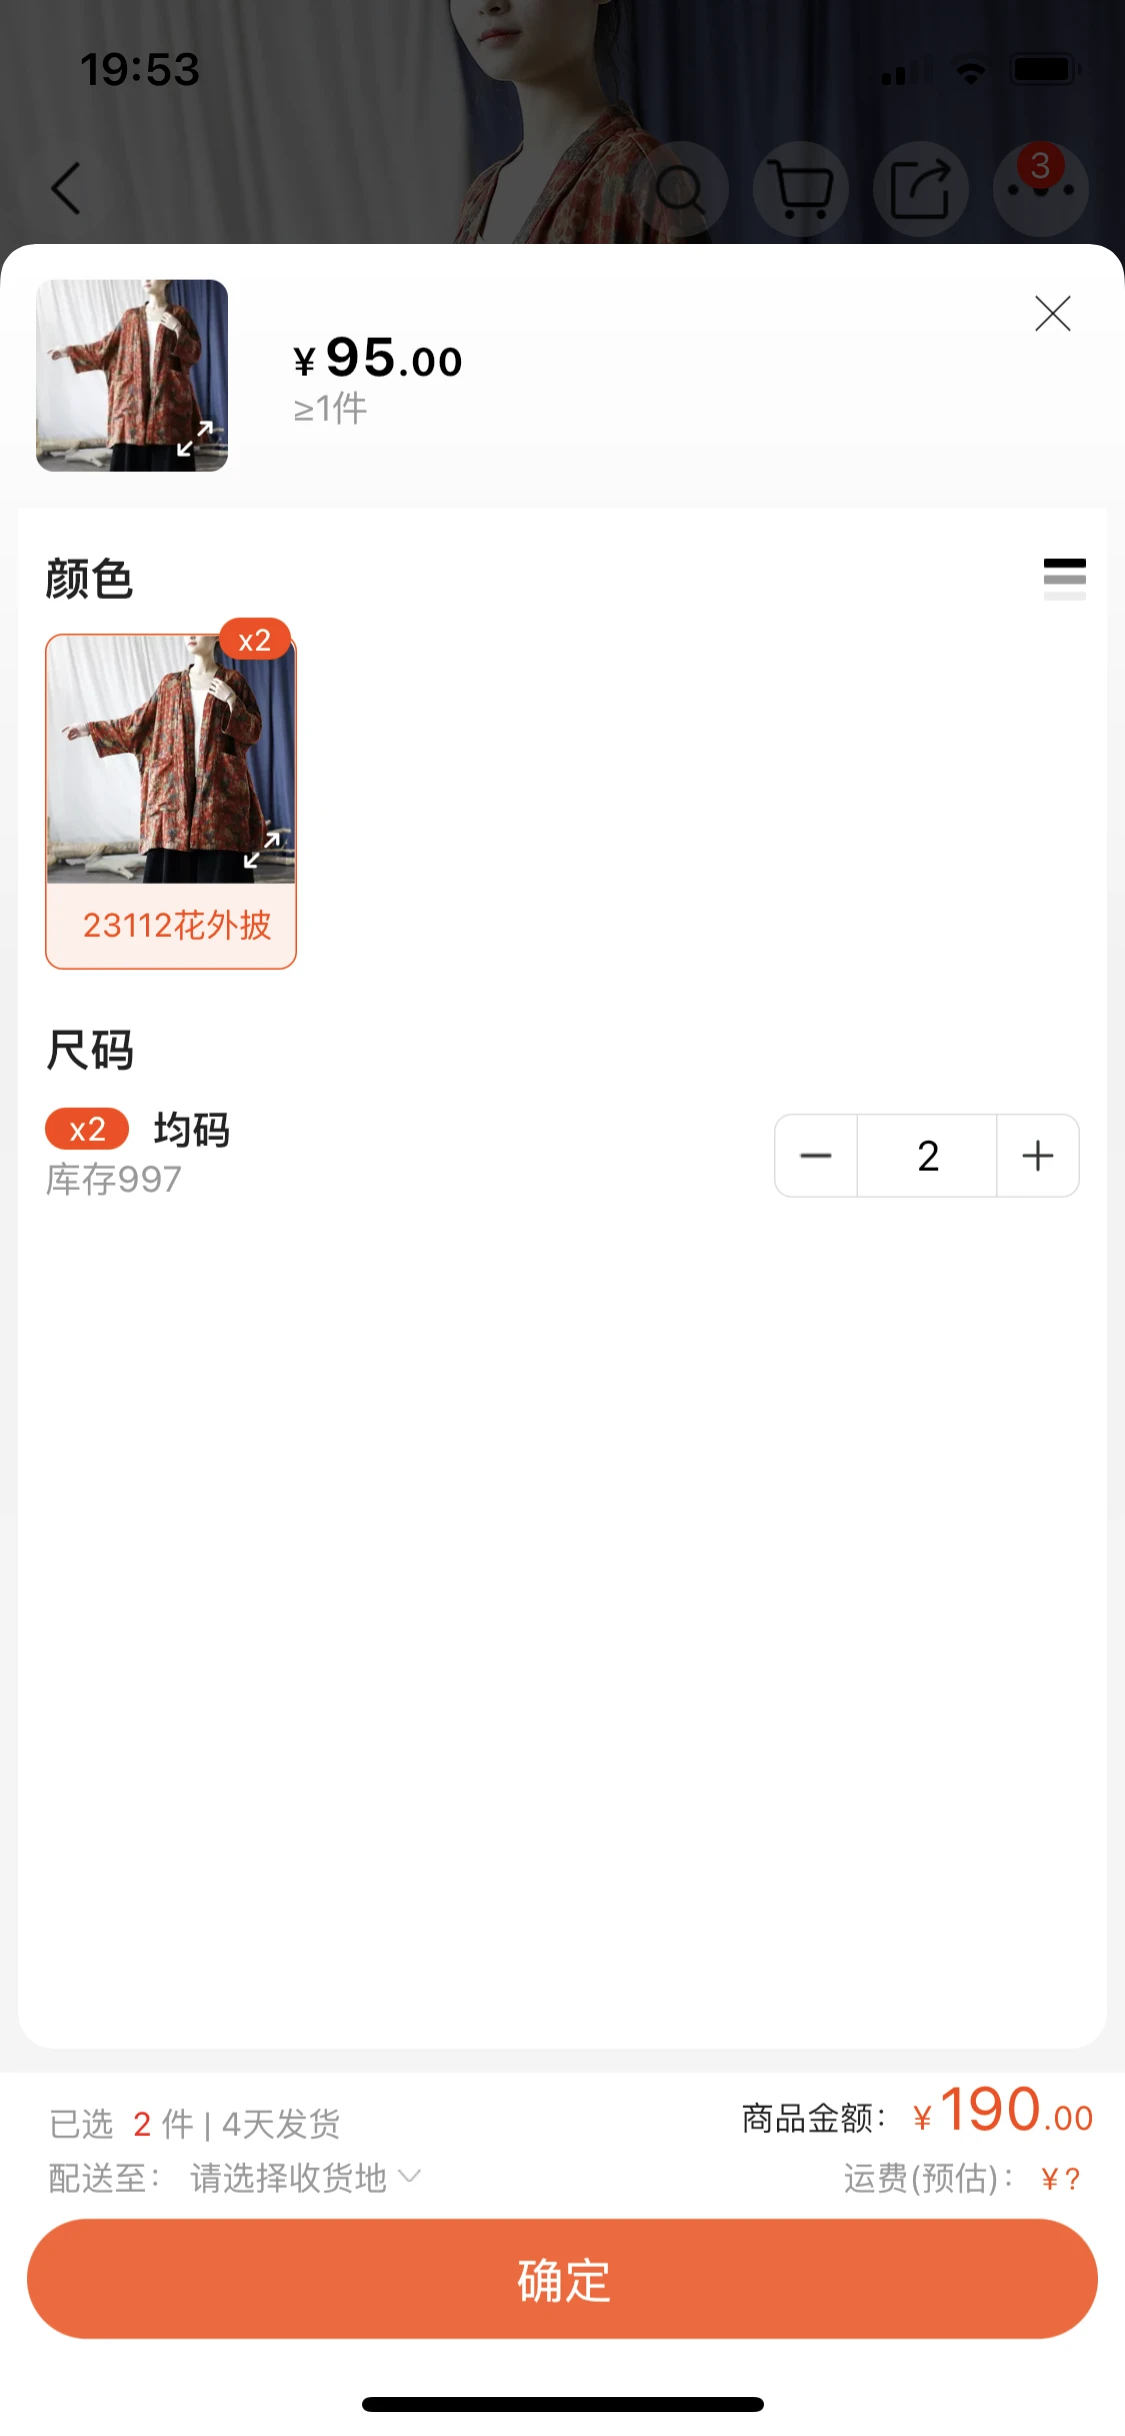 19:53
3
¥95.00
≥1件
颜色
x2
23112花外披
尺码
x2 均码
库存997
2
已选 2 件 | 4天发货
商品金额： ¥190.00
配送至： 请选择收货地
运费(预估)： ¥?
确定